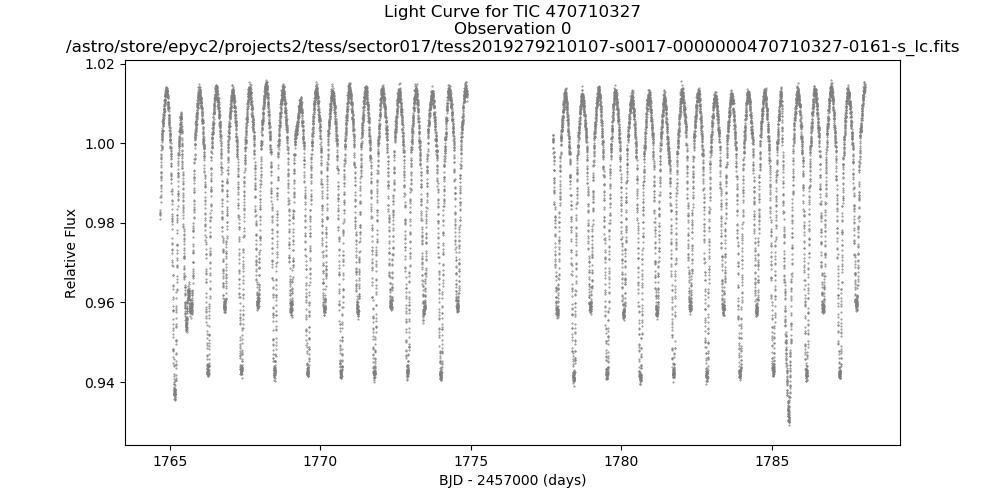 Light Curve for TIC 470710327
Observation 0
/astro/store/epyc2/projects2/tess/sector017/tess2019279210107-s0017-0000000470710327-0161-s_lc.fits
1.02
1.00
0.98
0.96
0.94
Relative Flux
1765
1770
1775
1780
1785
BJD - 2457000 (days)